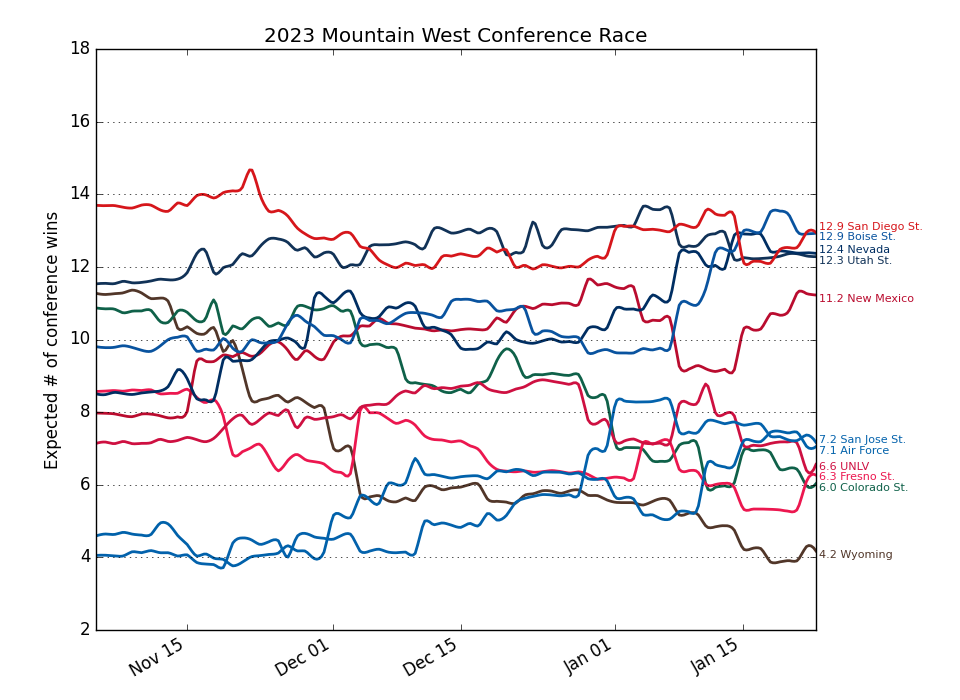 2023 Mountain West Conference Race
Expected # of conference wins
18
16
14
12
10
8
6
4
2
Nov 15
Dec 01
Dec 15
Jan 01
Jan 15
12.9 San Diego St.
12.9 Boise St.
12.4 Nevada
12.3 Utah St.
11.2 New Mexico
7.2 San Jose St.
7.1 Air Force
6.6 UNLV
6.3 Fresno St.
6.0 Colorado St.
4.2 Wyoming